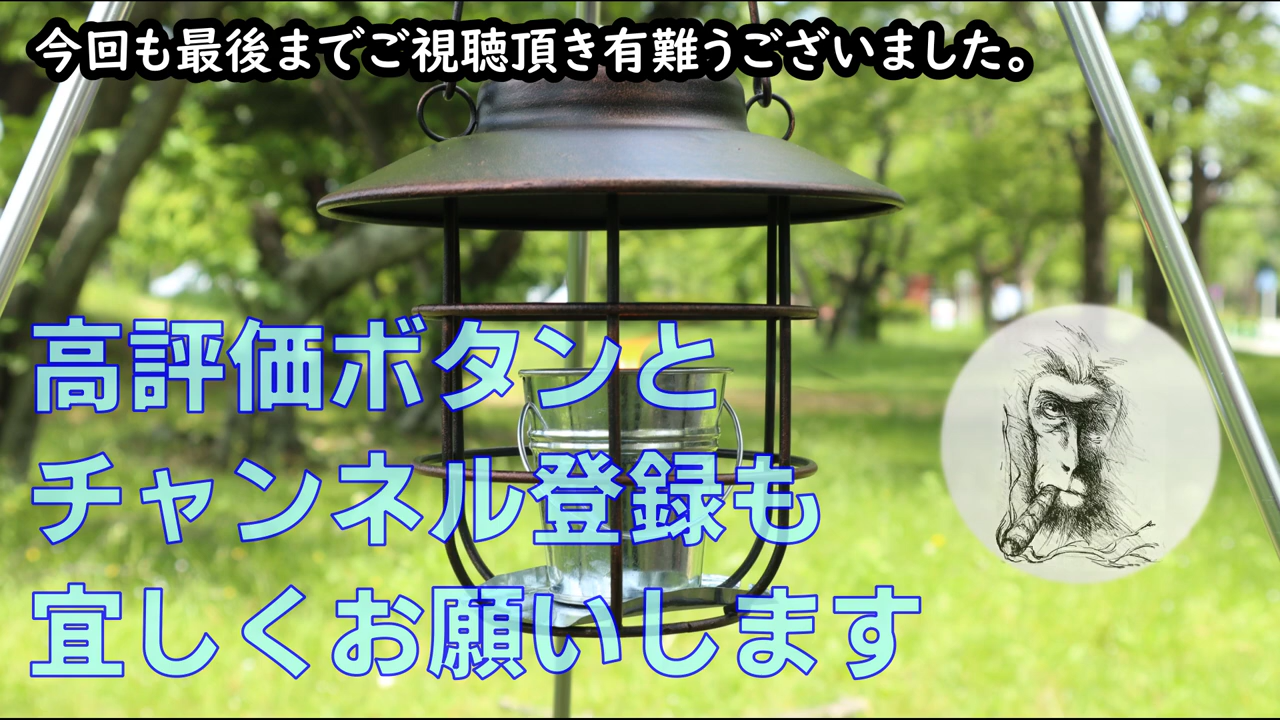 今回も最後までご視聴頂き有難うございました。
高評価ボタンと
チャンネル登録も
宜しくお願いします